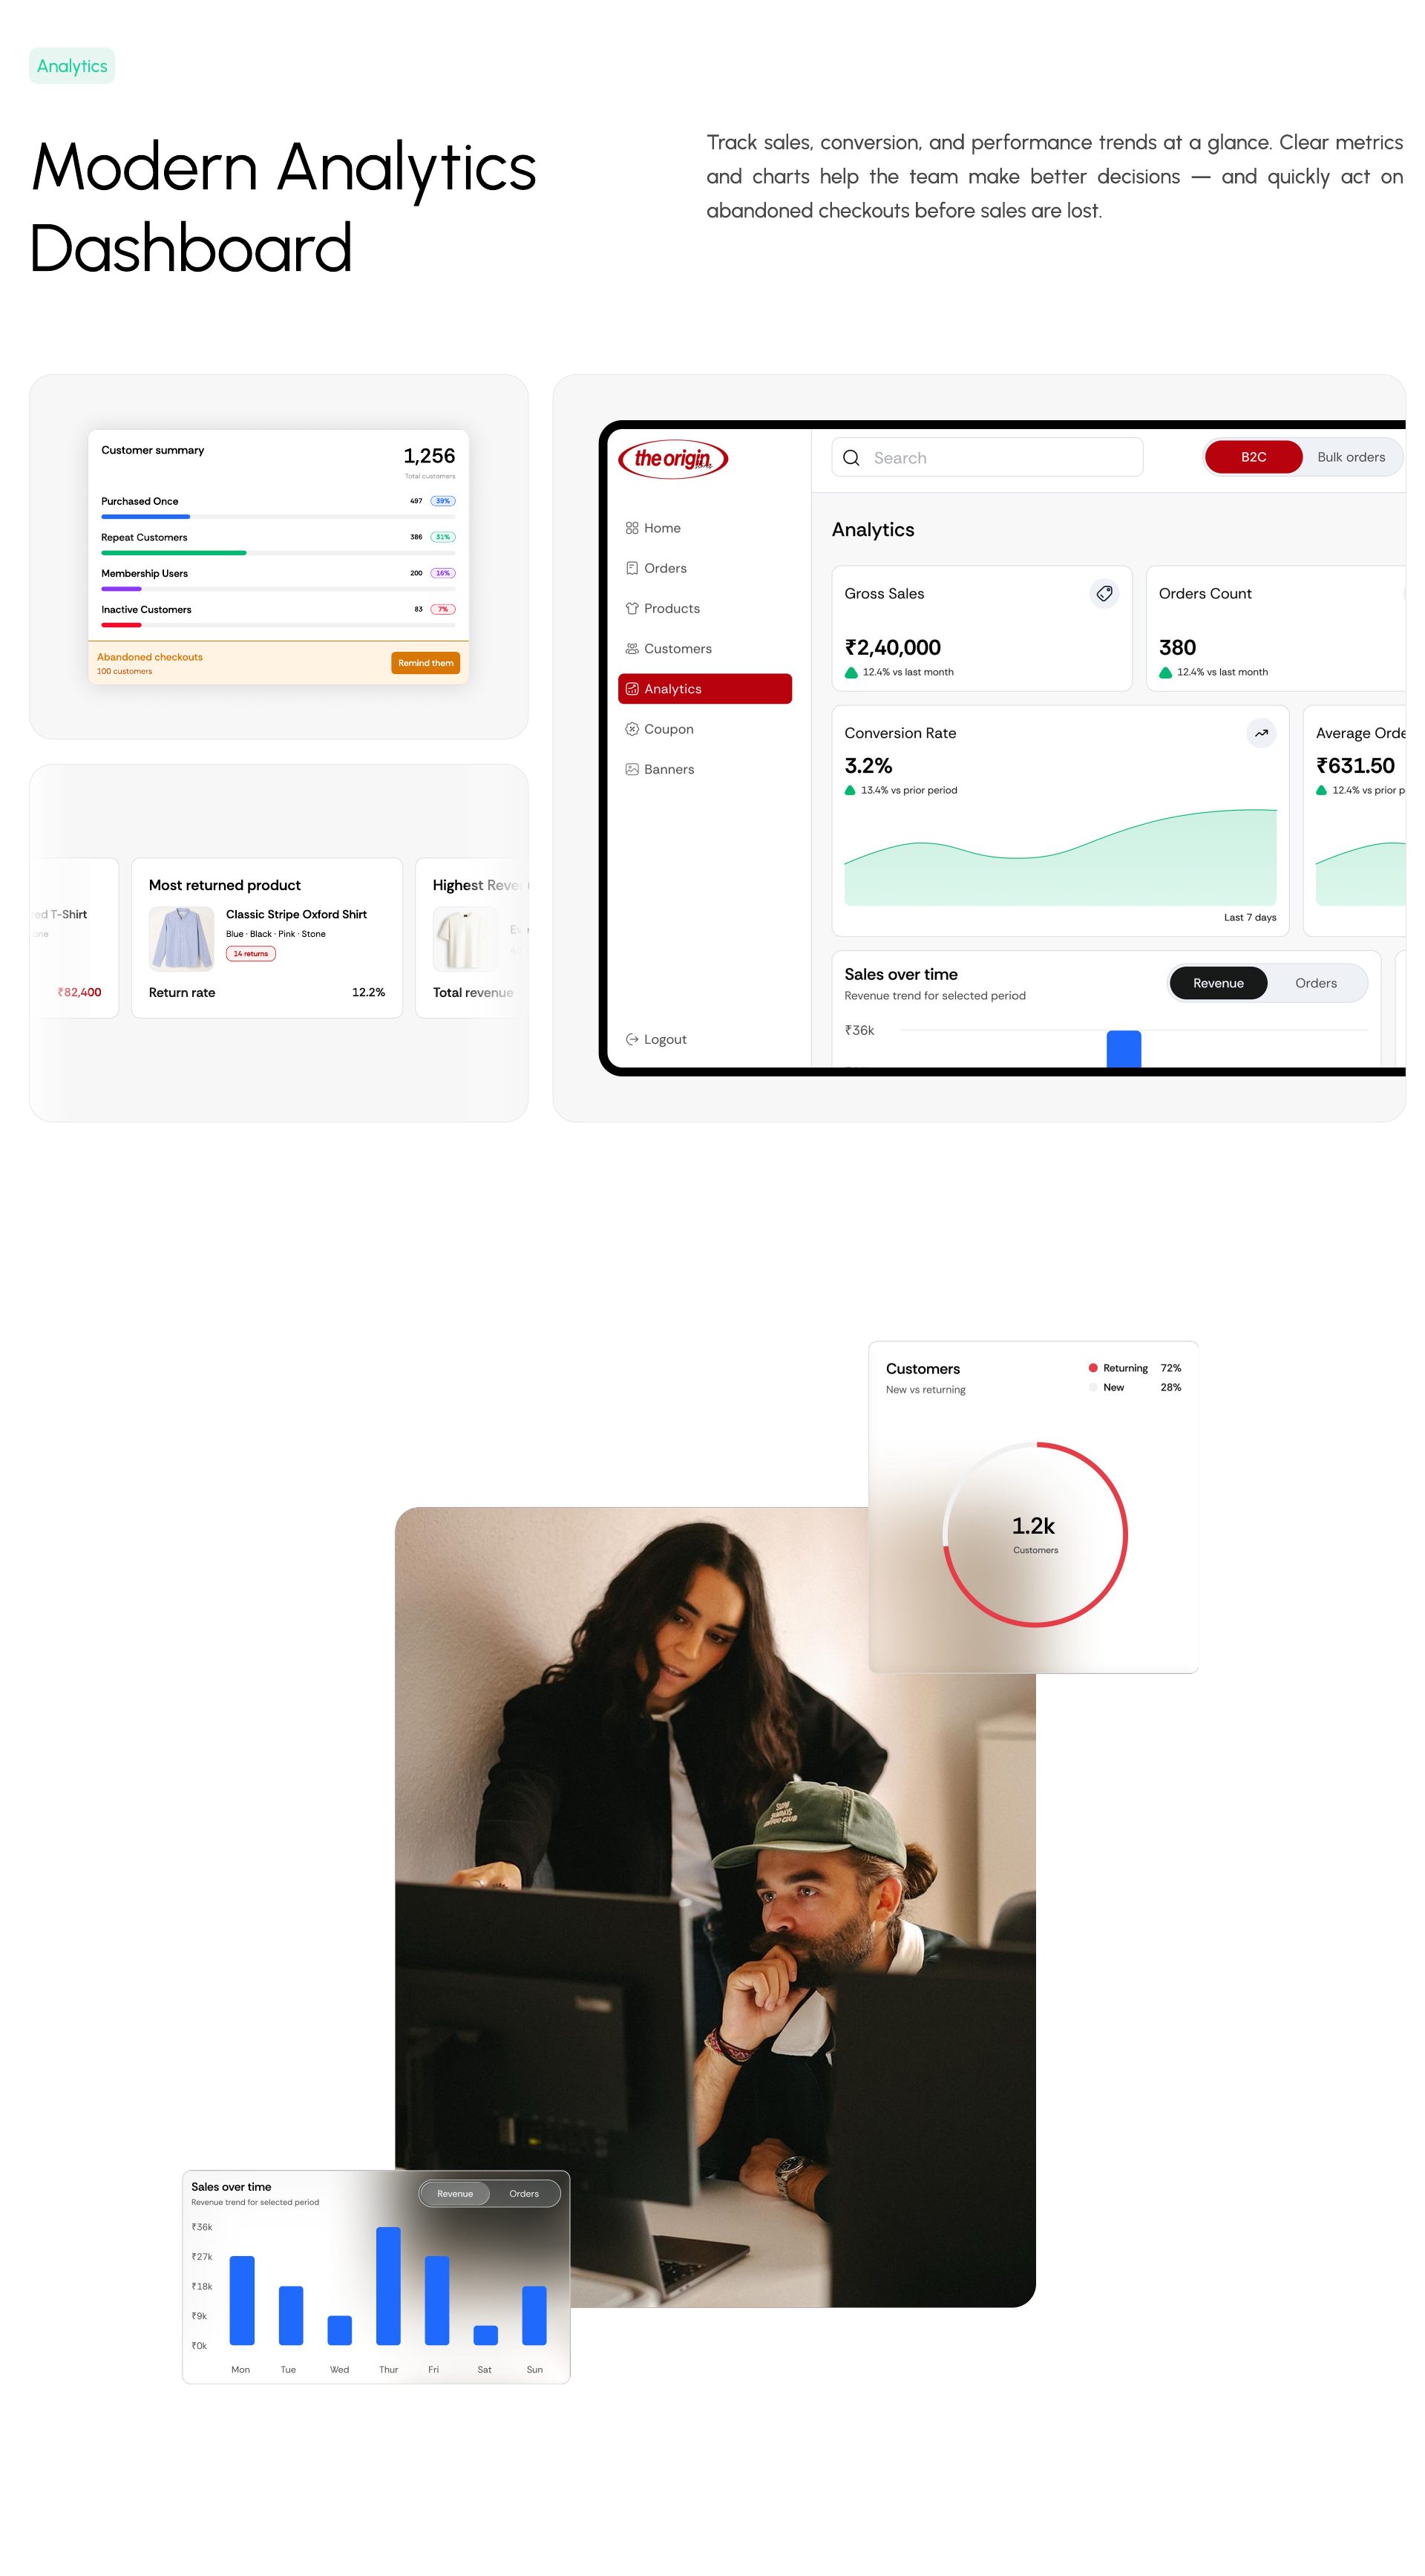 Analytics
Modern Analytics
Dashboard
Track sales, conversion, and performance trends at a glance. Clear metrics
and charts help the team make better decisions — and quickly act on
abandoned checkouts before sales are lost.
Customer summary
1,256
Total customers
Purchased Once
497 39%
Repeat Customers
386 31%
Membership Users
200 16%
Inactive Customers
83 7%
Abandoned checkouts
100 customers
Remind them
T-Shirt
₹82,400
Most returned product
Classic Stripe Oxford Shirt
Blue · Black · Pink · Stone
14 returns
Return rate
12.2%
Highest
Total revenue
the origin
Search
B2C
Bulk orders
Home
Orders
Products
Customers
Analytics
Coupon
Banners
Logout
Analytics
Gross Sales
₹2,40,000
12.4% vs last month
Orders Count
380
12.4% vs last month
Conversion Rate
3.2%
13.4% vs prior period
Last 7 days
Average Orde
₹631.50
12.4% vs prior p
Sales over time
Revenue trend for selected period
Revenue
Orders
₹36k
Customers
New vs returning
Returning 72%
New 28%
1.2k
Customers
Sales over time
Revenue trend for selected period
Revenue
Orders
₹36k
₹27k
₹18k
₹9k
₹0k
Mon Tue Wed Thur Fri Sat Sun